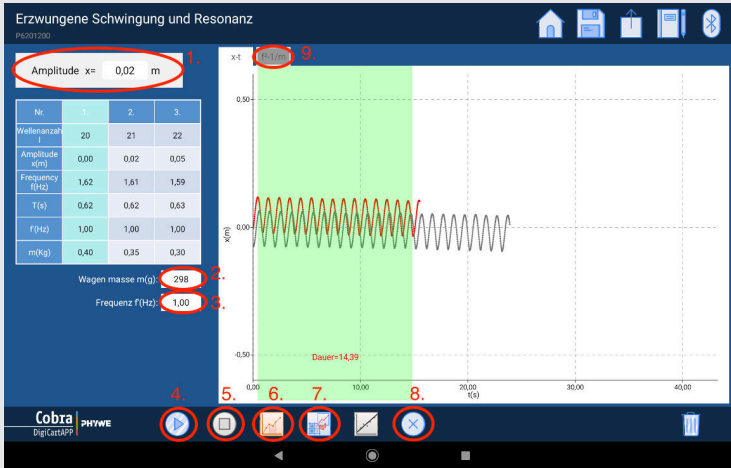 Erzwungene Schwingung und Resonanz
P6201200
1.
Amplitude x= 0,02 m
Nr. 1. 2. 3.
Wellenanzah
l
20 21 22
Amplitude
x(m)
0,00 0,02 0,05
Frequency
f(Hz)
1,62 1,61 1,59
T(s) 0,62 0,62 0,63
f'(Hz) 1,00 1,00 1,00
m(Kg) 0,40 0,35 0,30
Wagen masse m(g): 298 2.
Frequenz f'(Hz): 1,00 3.
x-t f²-1/m 9.
0,50
0,00
-0,50
x(m)
Dauer=14,39
0,00 10,00 20,00 30,00 40,00
t(s)
4. 5. 6. 7. 8.
Cobra PHYWE
DigiCartAPP